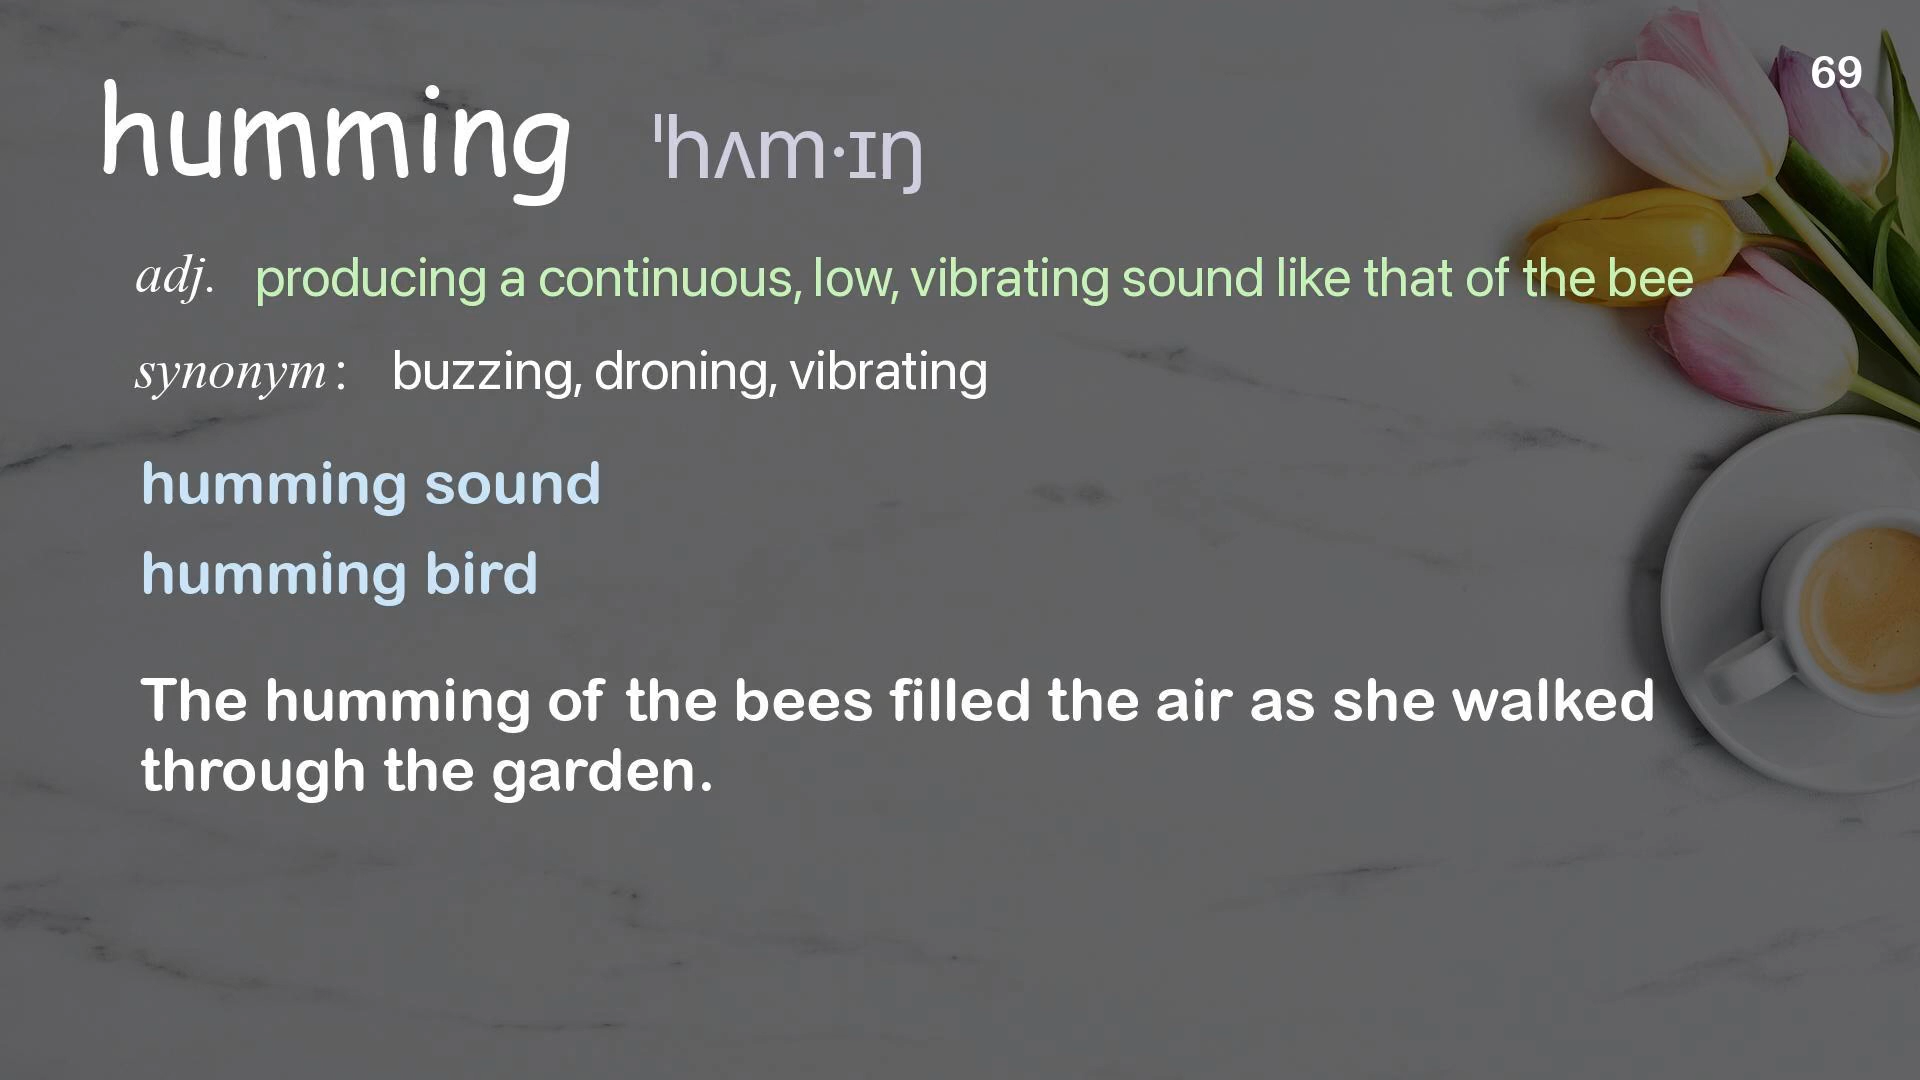 69
humming ˈhʌm·ɪŋ
adj. producing a continuous, low, vibrating sound like that of the bee
synonym: buzzing, droning, vibrating
humming sound
humming bird
The humming of the bees filled the air as she walked
through the garden.